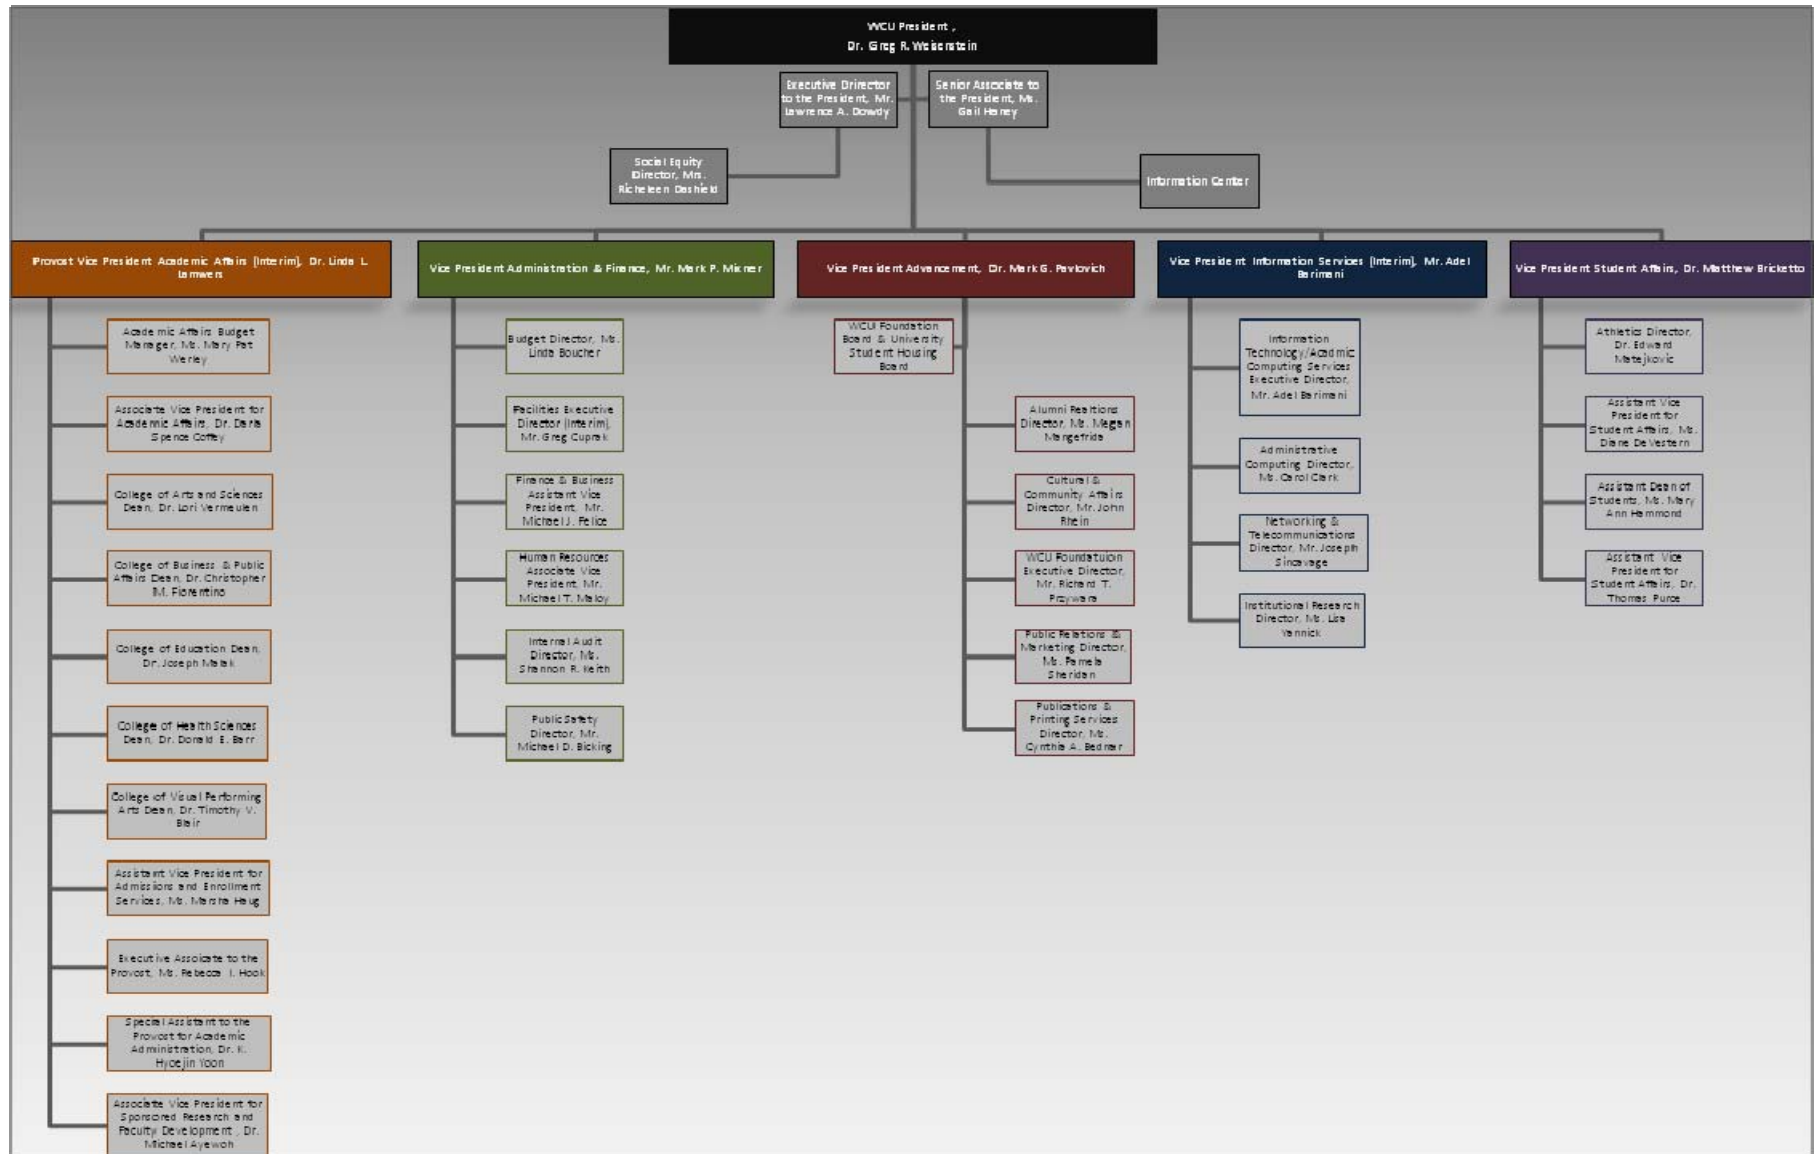 WCU President ,
Dr. Greg R. Weisenstein
Executive Drirector
to the President, Mr.
Lawrence A. Dowdy
Senior Associate to
the President, Ms.
Gail Haney
Social Equity
Director, Mrs.
Richeleen Dashield
Information Center
Provost Vice President Academic Affairs (Interim), Dr. Linda L.
Lamwers
Vice President Administration & Finance, Mr. Mark P. Mixner
Vice President Advancement, Dr. Mark G. Pavlovich
Vice President Information Services (Interim), Mr. Adel
Barimani
Vice President Student Affairs, Dr. Matthew Bricketto
Academic Affairs Budget
Manager, Ms. Mary Pat
Werley
Associate Vice President for
Academic Affairs, Dr. Darla
Spence Coffey
College of Arts and Sciences
Dean, Dr. Lori Vermeulen
College of Business & Public
Affairs Dean, Dr. Christopher
M. Fiorentino
College of Education Dean,
Dr. Joseph Malak
College of Health Sciences
Dean, Dr. Donald E. Barr
College of Visual Performing
Arts Dean, Dr. Timothy V.
Blair
Assistant Vice President for
Admissions and Enrollment
Services, Ms. Marsha Haug
Executive Assoicate to the
Provost, Ms. Rebecca J. Hook
Special Assistant to the
Provost for Academic
Administration, Dr. K.
Hyoejin Yoon
Associate Vice President for
Sponsored Research and
Faculty Development , Dr.
Michael Ayewoh
Budget Director, Ms.
Linda Boucher
Facilities Executive
Director (Interim),
Mr. Greg Cuprak
Finance & Business
Assistant Vice
President, Mr.
Michael J. Felice
Human Resources
Associate Vice
President, Mr.
Michael T. Maloy
Internal Audit
Director, Ms.
Shannon R. Keith
Public Safety
Director, Mr.
Michael D. Bicking
WCU Foundation
Board & University
Student Housing
Board
Alumni Realtions
Director, Ms. Megan
Mangefrida
Cultural &
Community Affairs
Director, Mr. John
Rhein
WCU Foundatuion
Executive Director,
Mr. Richard T.
Przywara
Public Relations &
Marketing Director,
Ms. Pamela
Sheridan
Publications &
Printing Services
Director, Ms.
Cynthia A. Bednar
Information
Technology/Acadmic
Computing Services
Executive Director,
Mr. Adel Barimani
Administrative
Computing Director,
Ms. Carol Clark
Networking &
Telecommunications
Director, Mr. Joseph
Sincavage
Institutional Research
Director, Ms. Lisa
Yannick
Athletics Director,
Dr. Edward
Matejkovic
Assistant Vice
President for
Student Affairs, Ms.
Diane DeVestern
Assistant Dean of
Students, Ms. Mary
Ann Hammond
Assistant Vice
President for
Student Affairs, Dr.
Thomas Purce